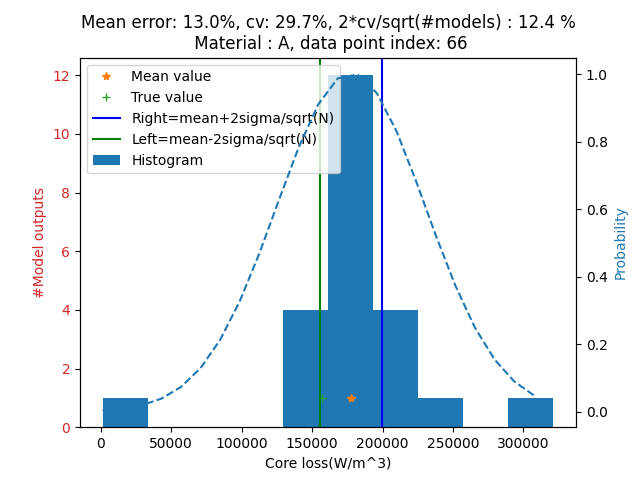 Mean error: 13.0%, cv: 29.7%, 2*cv/sqrt(#models) : 12.4 %
Material : A, data point index: 66
Mean value
True value
Right=mean+2sigma/sqrt(N)
Left=mean-2sigma/sqrt(N)
Histogram
#Model outputs
12
10
8
6
4
2
0
1.0
0.8
0.6
0.4
0.2
0.0
Probability
0 50000 100000 150000 200000 250000 300000
Core loss(W/m^3)